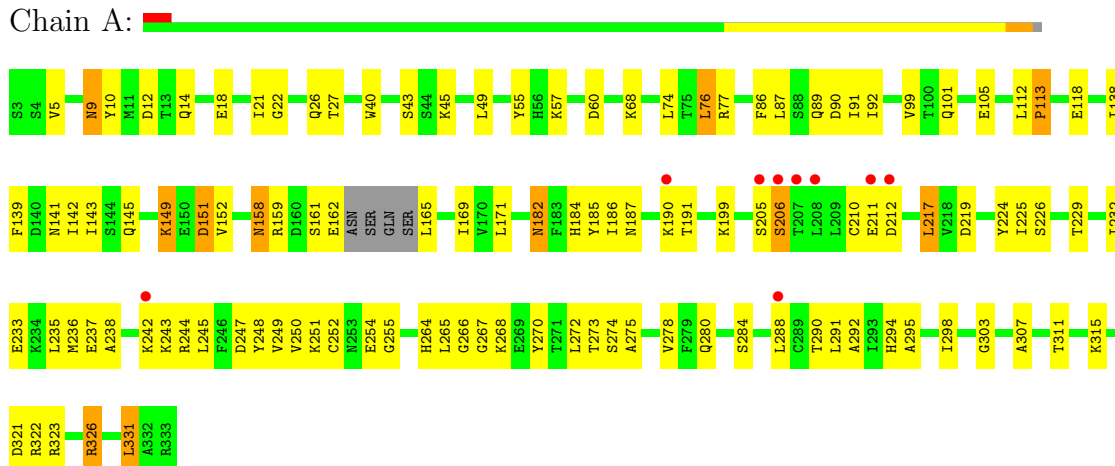 Chain A:
S3 S4 V5 N9 Y10 M11 D12 T13 Q14 E18 I21 G22 Q26 T27 W40 S43 S44 K45 L49 Y55 H56 K57 D60 K68 L74 T75 L76 R77 F86 L87 S88 Q89 D90 I91 I92 V99 T100 Q101 E105 L112 P113 E118
F139 D140 N141 I142 I143 S144 Q145 K149 E150 D151 V152 N158 R159 D160 S161 E162 ASN SER GLN SER L165 I169 V170 L171 N182 F183 H184 Y185 I186 N187 K190 T191 K199 S205 S206 T207 L208 L209 C210 E211 D212 L217 V218 D219 Y224 I225 S226 T229
E233 K234 L235 M236 E237 A238 K242 K243 R244 L245 F246 D247 Y248 V249 V250 K251 C252 N253 E254 G255 H264 L265 G266 G267 K268 E269 Y270 T271 L272 T273 S274 A275 V278 F279 Q280 S284 L288 C289 T290 L291 A292 I293 H294 A295 I298 G303 A307 T311 K315
D321 R322 R323 R326 L331 A332 R333